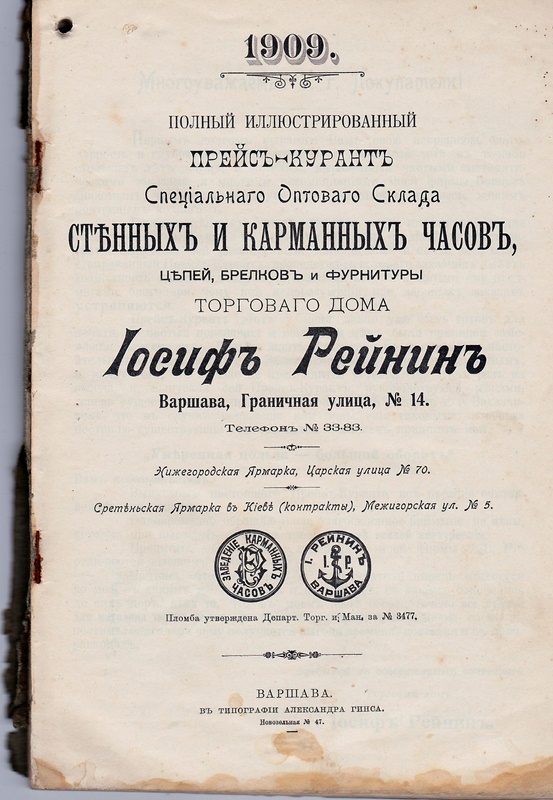 1909.
ПОЛНЫЙ ИЛЛЮСТРИРОВАННЫЙ
ПРЕЙСЪ-КУРАНТЪ
Спеціальнаго Оптоваго Склада
СТѢННЫХЪ И КАРМАННЫХЪ ЧАСОВЪ,
ЦѢПЕЙ, БРЕЛКОВЪ и ФУРНИТУРЫ
ТОРГОВАГО ДОМА
Іосифъ Рейнинъ
Варшава, Граничная улица, № 14.
Телефонъ № 33-83.
Нижегородская Ярмарка, Царская улица № 70.
Сретѣньская Ярмарка въ Кіевѣ (контракты), Межигорская ул. № 5.
ЗАВЕДЕНІЕ КАРМАННЫХЪ ЧАСОВЪ
І. РЕЙНИНЪ
І. Р.
ВАРШАВА
Пломба утверждена Департ. Торг. и Ман. за № 3477.
ВАРШАВА.
ВЪ ТИПОГРАФІИ АЛЕКСАНДРА ГИНСА.
Новозельная № 47.